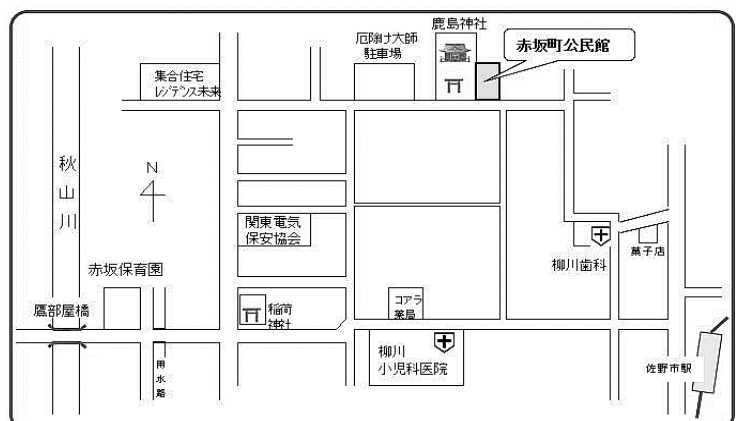 鹿島神社
厄除け大師
駐車場
赤坂町公民館
集合住宅
レジデンス未来
秋山川
N
関東電気
保安協会
柳川歯科
菓子店
赤坂保育園
鷹部屋橋
稲荷
神社
コアラ
薬局
柳川
小児科医院
用水路
佐野市駅